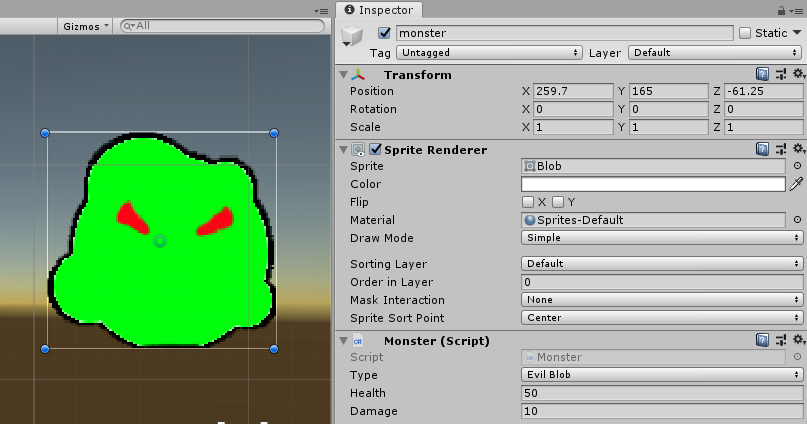 Inspector
Gizmos All
monster Static
Tag Untagged Layer Default
Transform
Position X 259.7 Y 165 Z -61.25
Rotation X 0 Y 0 Z 0
Scale X 1 Y 1 Z 1
Sprite Renderer
Sprite Blob
Color
Flip X Y
Material Sprites-Default
Draw Mode Simple
Sorting Layer Default
Order in Layer 0
Mask Interaction None
Sprite Sort Point Center
C# Monster (Script)
Script Monster
Type Evil Blob
Health 50
Damage 10